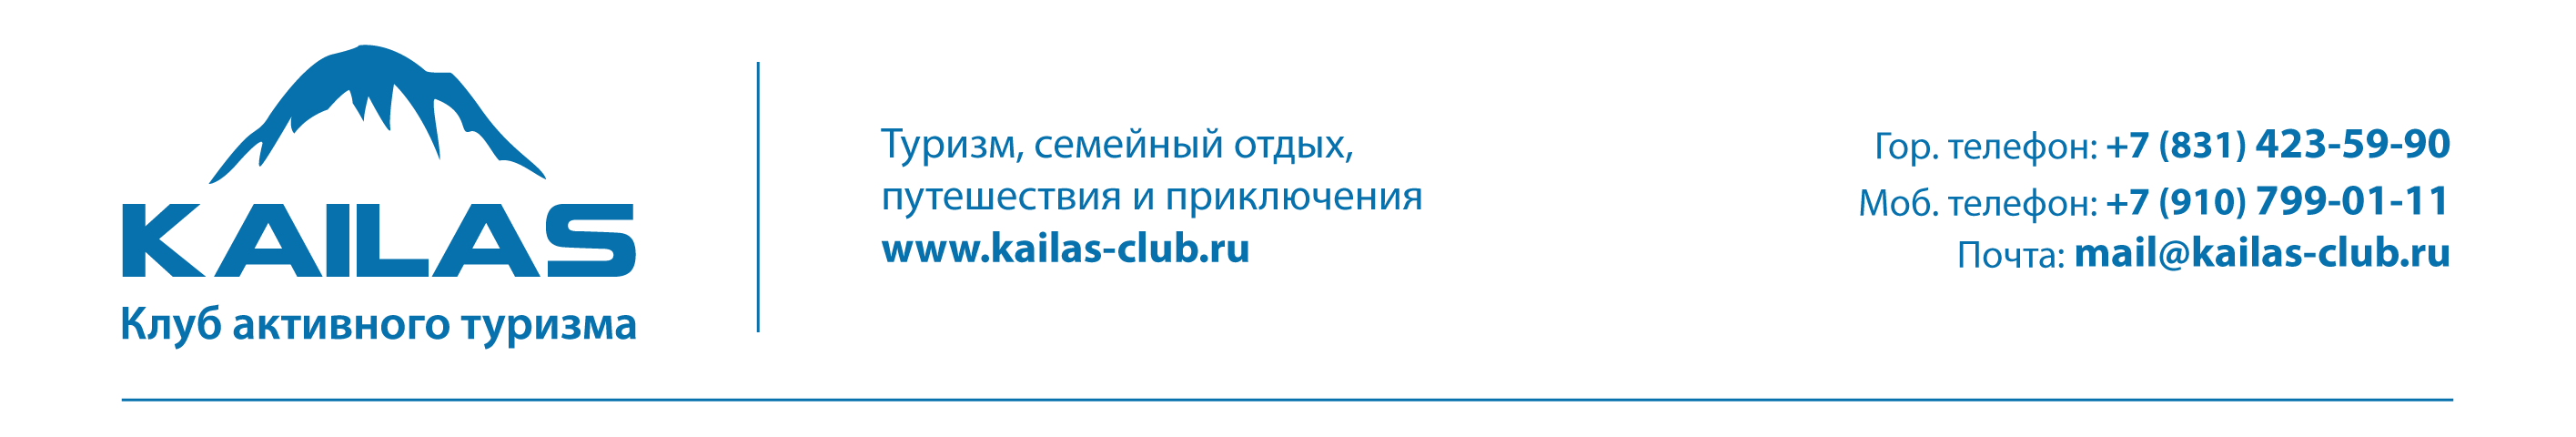 KAILAS
Клуб активного туризма
Туризм, семейный отдых,
путешествия и приключения
www.kailas-club.ru
Гор. телефон: +7 (831) 423-59-90
Моб. телефон: +7 (910) 799-01-11
Почта: mail@kailas-club.ru